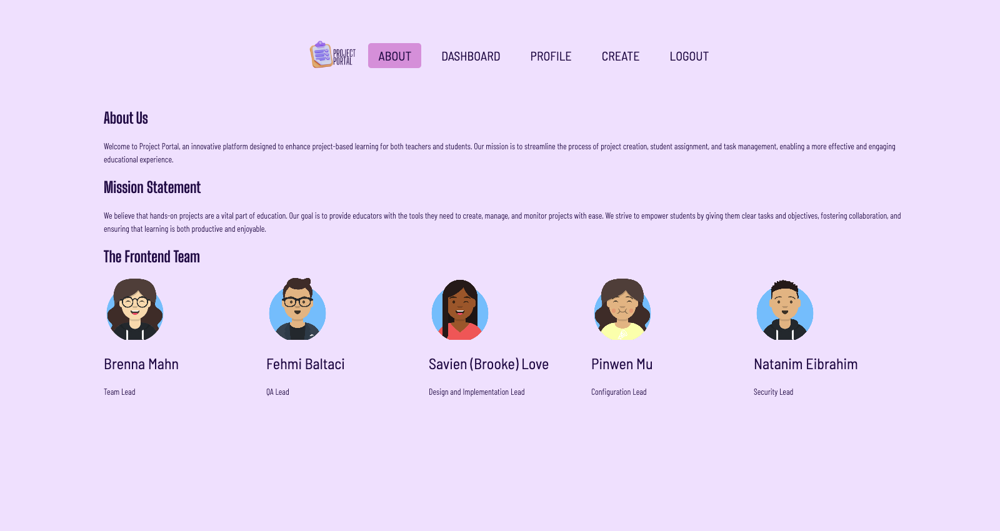 PROJECT
PORTAL
ABOUT DASHBOARD PROFILE CREATE LOGOUT
About Us
Welcome to Project Portal, an innovative platform designed to enhance project-based learning for both teachers and students. Our mission is to streamline the process of project creation, student assignment, and task management, enabling a more effective and engaging
educational experience.
Mission Statement
We believe that hands-on projects are a vital part of education. Our goal is to provide educators with the tools they need to create, manage, and monitor projects with ease. We strive to empower students by giving them clear tasks and objectives, fostering collaboration, and
ensuring that learning is both productive and enjoyable.
The Frontend Team
Brenna Mahn Fehmi Baltaci Savien (Brooke) Love Pinwen Mu Natanim Eibrahim
Team Lead QA Lead Design and Implementation Lead Configuration Lead Security Lead